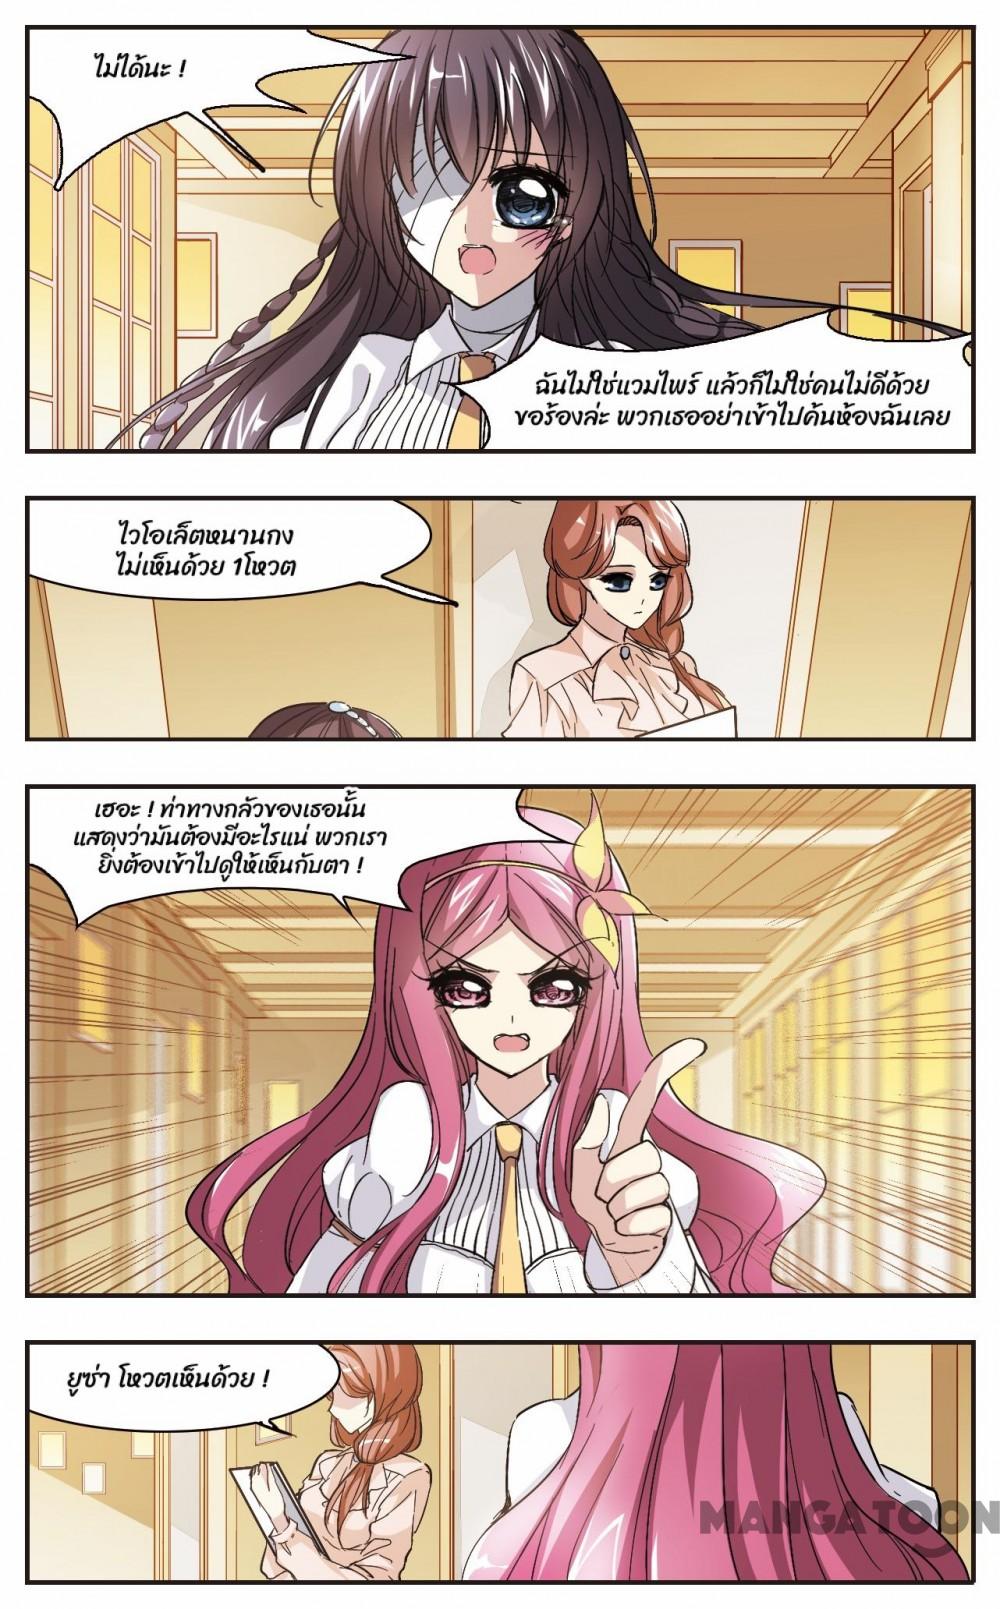 ไม่ได้นะ !
ฉันไม่ใช่แวมไพร์ แล้วก็ไม่ใช่คนไม่ดีด้วย
ขอร้องล่ะ พวกเธออย่าเข้าไปค้นห้องฉันเลย
ไวโอเล็ตหนานกง
ไม่เห็นด้วย 1โหวต
เฮอะ ! ท่าทางกลัวของเธอนั้น
แสดงว่ามันต้องมีอะไรแน่ พวกเรา
ยิ่งต้องเข้าไปดูให้เห็นกับตา !
ยูซ่า โหวตเห็นด้วย !
MANGATOON